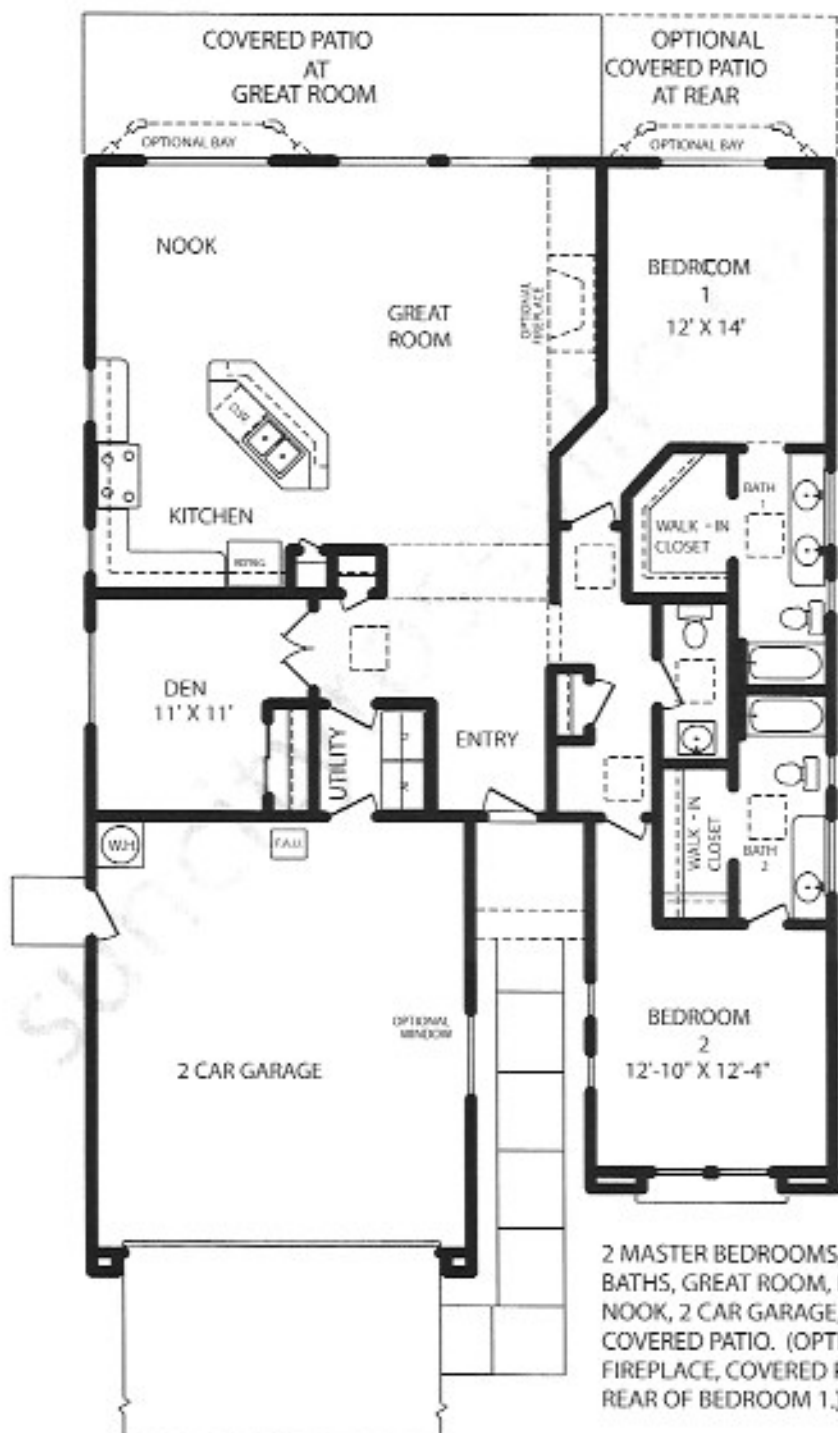 COVERED PATIO
AT
GREAT ROOM
OPTIONAL
COVERED PATIO
AT REAR
OPTIONAL BAY
OPTIONAL BAY
NOOK
GREAT
ROOM
OPTIONAL
FIREPLACE
BEDROOM
1
12' X 14'
D/W
KITCHEN
REFRIG.
WALK - IN
CLOSET
BATH
1
DEN
11' X 11'
UTILITY
D
W
ENTRY
WALK - IN
CLOSET
BATH
2
W.H
F.A.U.
OPTIONAL
WINDOW
2 CAR GARAGE
BEDROOM
2
12'-10" X 12'-4"
2 MASTER BEDROOMS
BATHS, GREAT ROOM,
NOOK, 2 CAR GARAGE,
COVERED PATIO. (OPTI
FIREPLACE, COVERED
REAR OF BEDROOM 1.)